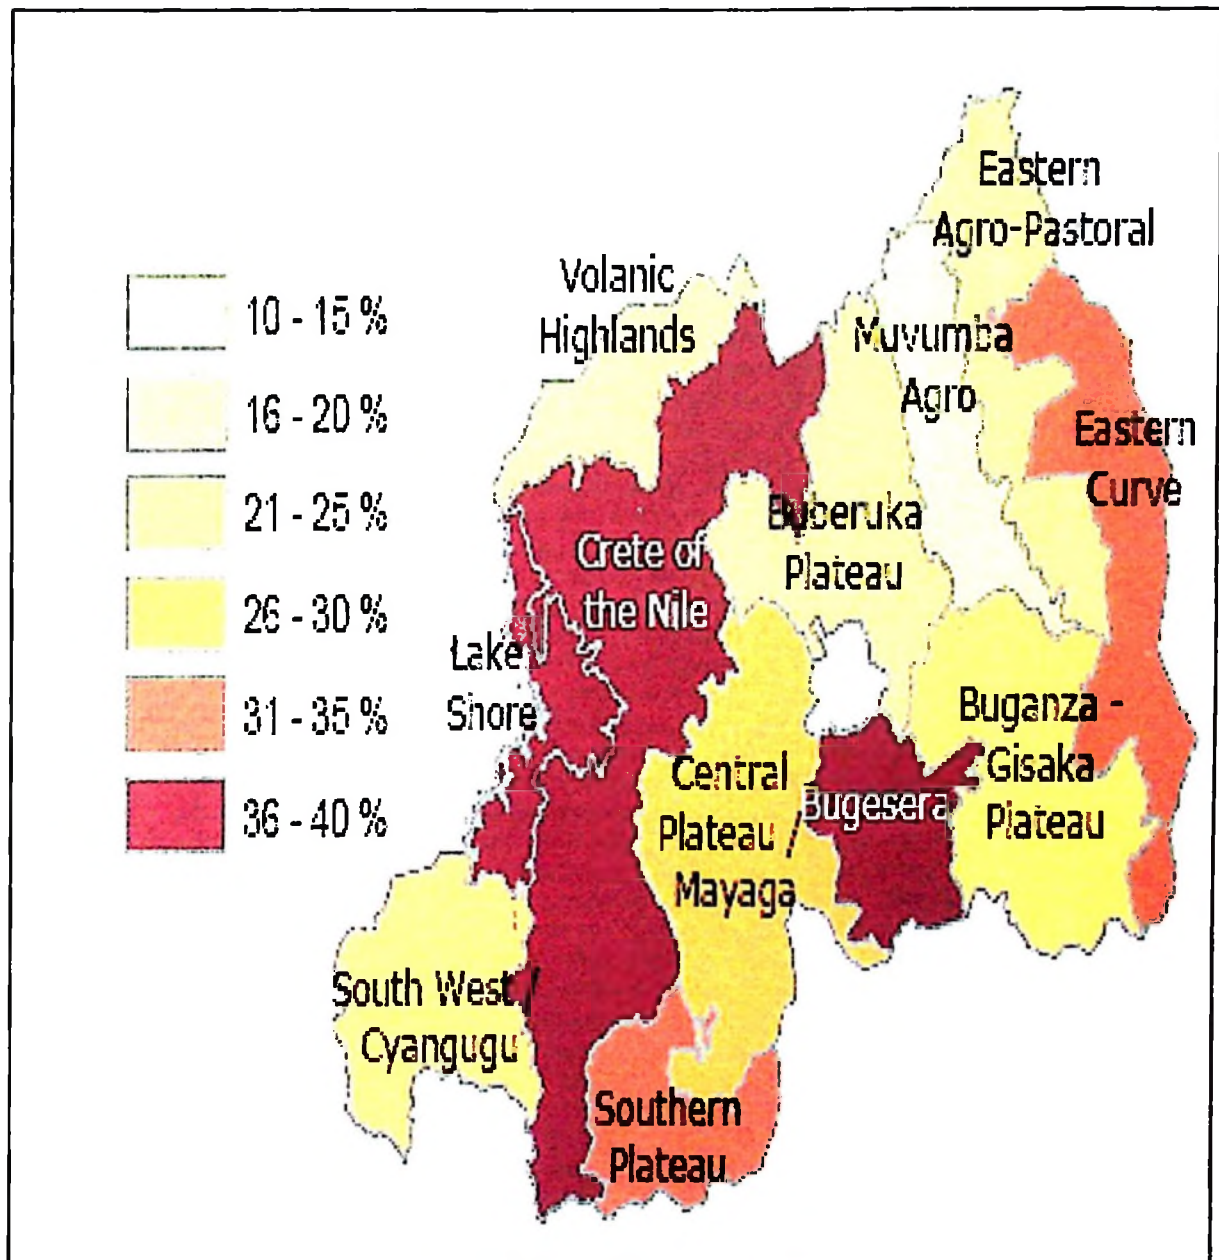 10 - 15 %
16 - 20 %
21 - 25 %
26 - 30 %
31 - 35 %
36 - 40 %
Eastern
Agro-Pastoral
Volanic
Highlands
Muvumba
Agro
Eastern
Curve
Buberuka
Plateau
Crete of
the Nile
Lake
Shore
Buganza -
Gisaka
Plateau
Central
Plateau /
Mayaga
Bugesera
South West /
Cyangugu
Southern
Plateau